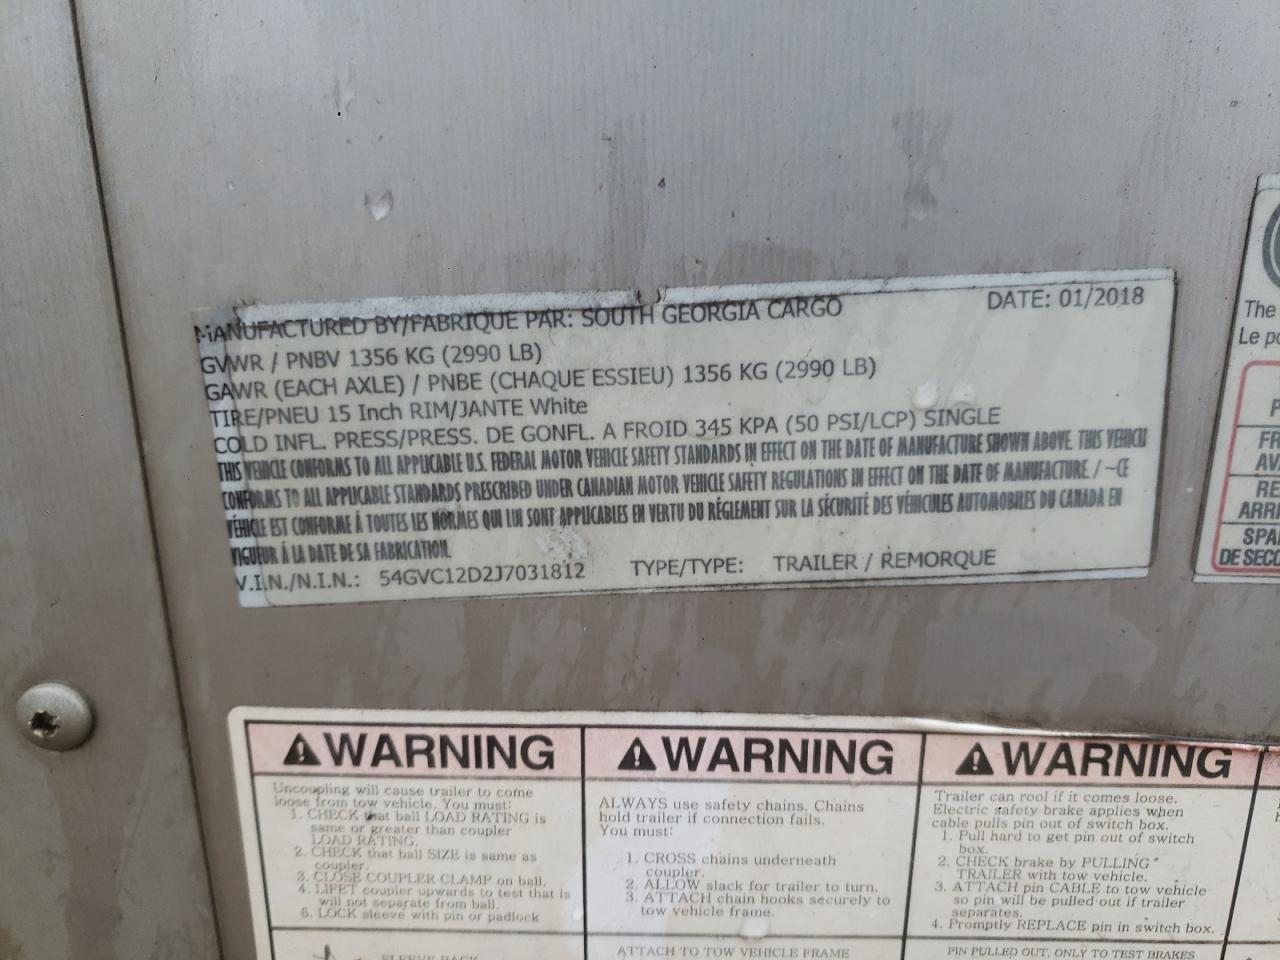 MANUFACTURED BY/FABRIQUE PAR: SOUTH GEORGIA CARGO DATE: 01/2018
GVWR / PNBV 1356 KG (2990 LB)
GAWR (EACH AXLE) / PNBE (CHAQUE ESSIEU) 1356 KG (2990 LB)
TIRE/PNEU 15 Inch RIM/JANTE White
COLD INFL. PRESS/PRESS. DE GONFL. A FROID 345 KPA (50 PSI/LCP) SINGLE
THIS VEHICLE CONFORMS TO ALL APPLICABLE U.S. FEDERAL MOTOR VEHICLE SAFETY STANDARDS IN EFFECT ON THE DATE OF MANUFACTURE SHOWN ABOVE. THIS VEHICLE
CONFORMS TO ALL APPLICABLE STANDARDS PRESCRIBED UNDER CANADIAN MOTOR VEHICLE SAFETY REGULATIONS IN EFFECT ON THE DATE OF MANUFACTURE. / ~CE
VÉHICLE EST CONFORME Á TOUTES LES NORMES QUI LUI SONT APPLICABLES EN VERTU DU RÉGLEMENT SUR LA SÉCURITÉ DES VÉHICULES AUTOMOBILES DU CANADA EN
VIGUEUR Á LA DATE DE SA FABRICATION.
V.I.N./N.I.N.: 54GVC12D2J7031812 TYPE/TYPE: TRAILER / REMORQUE
The
Le
P
FR
AVA
RE
ARRI
SPA
DE SECO
WARNING
Uncoupling will cause trailer to come
loose from tow vehicle. You must:
1. CHECK that ball LOAD RATING is
same or greater than coupler
LOAD RATING.
2. CHECK that ball SIZE is same as
coupler.
3. CLOSE COUPLER CLAMP on ball.
4. LIFET coupler upwards to test that is
will not separate from ball.
5. LOCK sleeve with pin or padlock
SLEEVE BACK
WARNING
ALWAYS use safety chains. Chains
hold trailer if connection fails.
You must:
1. CROSS chains underneath
coupler.
2. ALLOW slack for trailer to turn.
3. ATTACH chain hooks securely to
tow vehicle frame.
ATTACH TO TOW VEHICLE FRAME
WARNING
Trailer can rool if it comes loose.
Electric safety brake applies when
cable pulls pin out of switch box.
1. Pull hard to get pin out of switch
box.
2. CHECK brake by PULLING
TRAILER with tow vehicle.
3. ATTACH pin CABLE to tow vehicle
so pin will be pulled out if trailer
separates.
4. Promptly REPLACE pin in switch box.
PIN PULLED OUT, ONLY TO TEST BRAKES